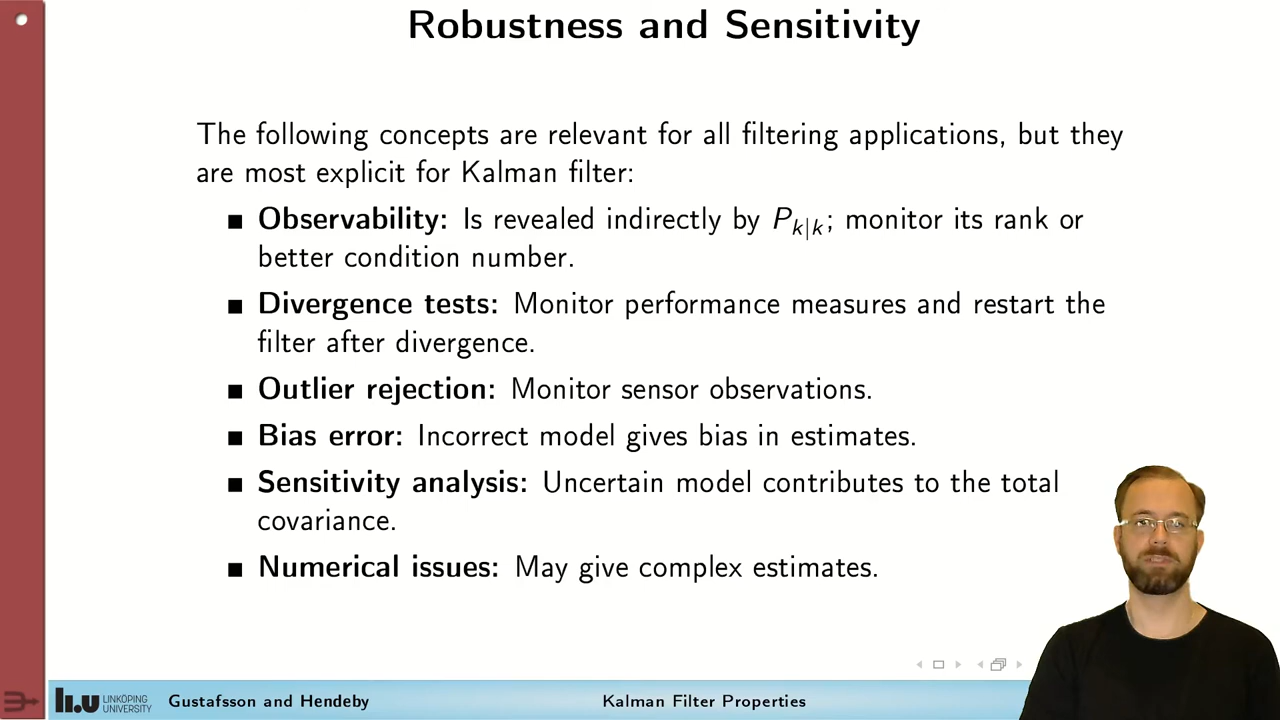 Robustness and Sensitivity
The following concepts are relevant for all filtering applications, but they
are most explicit for Kalman filter:
■ Observability: Is revealed indirectly by P_{k|k}; monitor its rank or
better condition number.
■ Divergence tests: Monitor performance measures and restart the
filter after divergence.
■ Outlier rejection: Monitor sensor observations.
■ Bias error: Incorrect model gives bias in estimates.
■ Sensitivity analysis: Uncertain model contributes to the total
covariance.
■ Numerical issues: May give complex estimates.
li.u LINKÖPING
UNIVERSITY
Gustafsson and Hendeby
Kalman Filter Properties